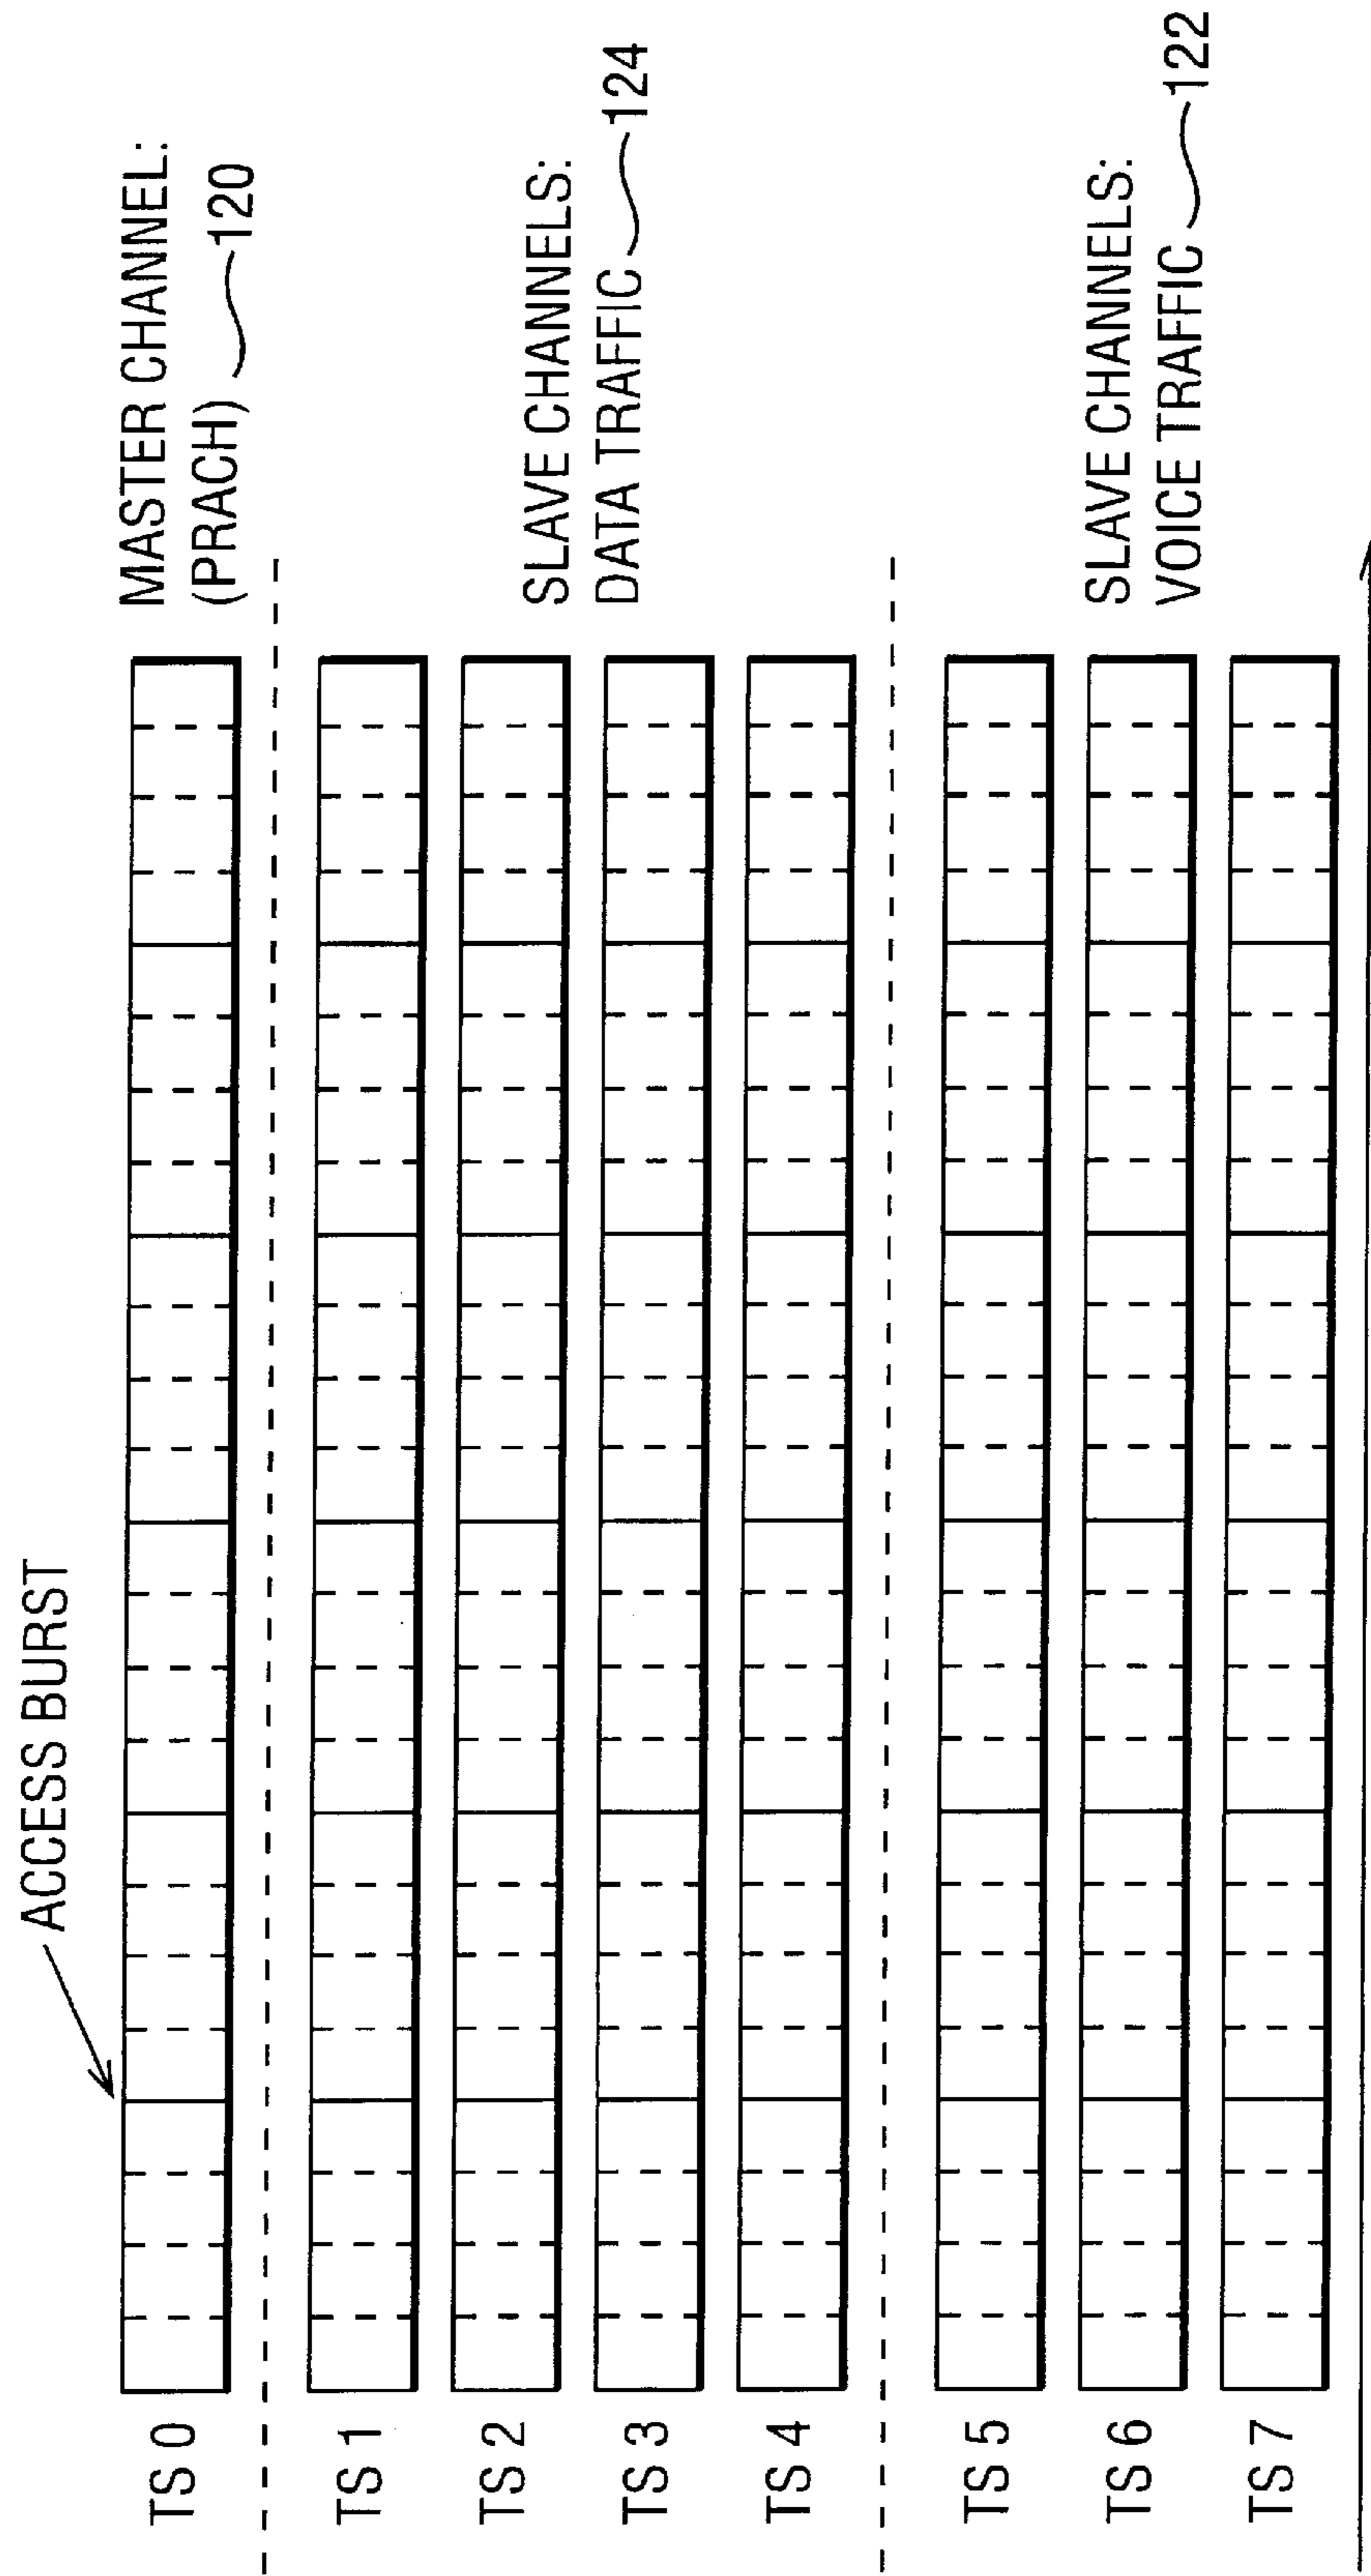 ACCESS BURST
TS 0
MASTER CHANNEL:
(PRACH) 120
TS 1
TS 2
TS 3
TS 4
SLAVE CHANNELS:
DATA TRAFFIC 124
TS 5
TS 6
TS 7
SLAVE CHANNELS:
VOICE TRAFFIC 122